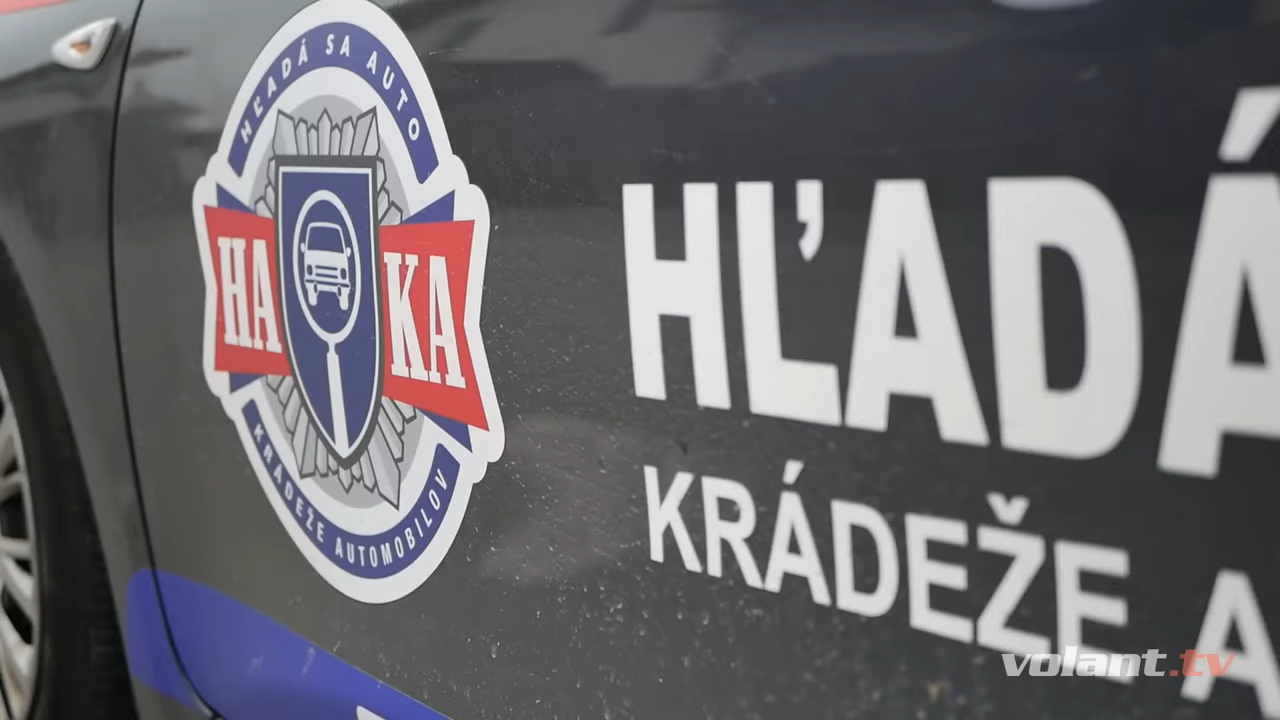 HĽADÁ SA AUTO
HA KA
KRÁDEŽE AUTOMOBILOV
HĽADÁ
KRÁDEŽE A
volant.tv